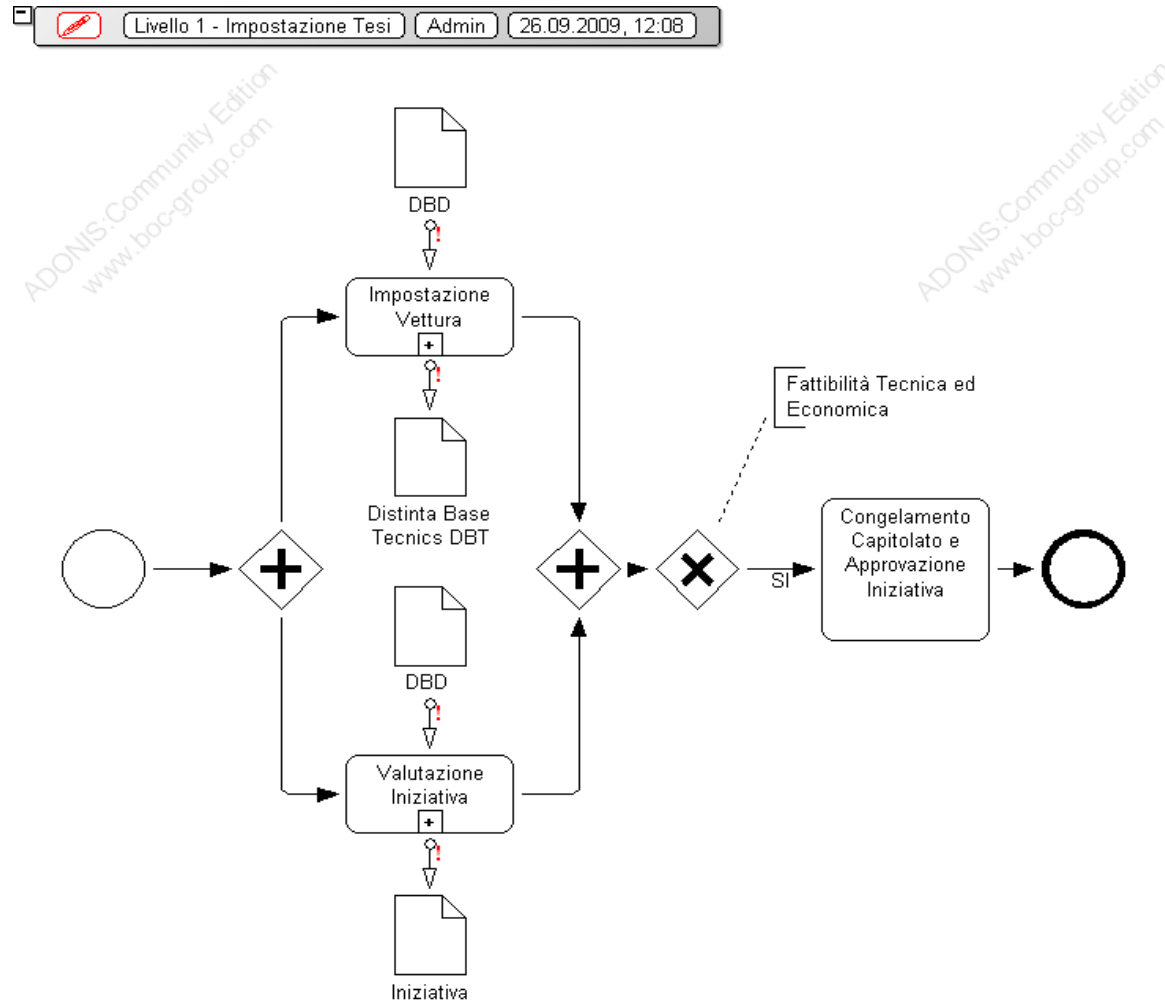 Livello 1 - Impostazione Tesi Admin 26.09.2009, 12:08
ADONIS:Community Edition
www.boc-group.com
ADONIS:Community Edition
www.boc-group.com
DBD
Impostazione
Vettura
Distinta Base
Tecnics DBT
Fattibilità Tecnica ed
Economica
SI
Congelamento
Capitolato e
Approvazione
Iniziativa
DBD
Valutazione
Iniziativa
Iniziativa